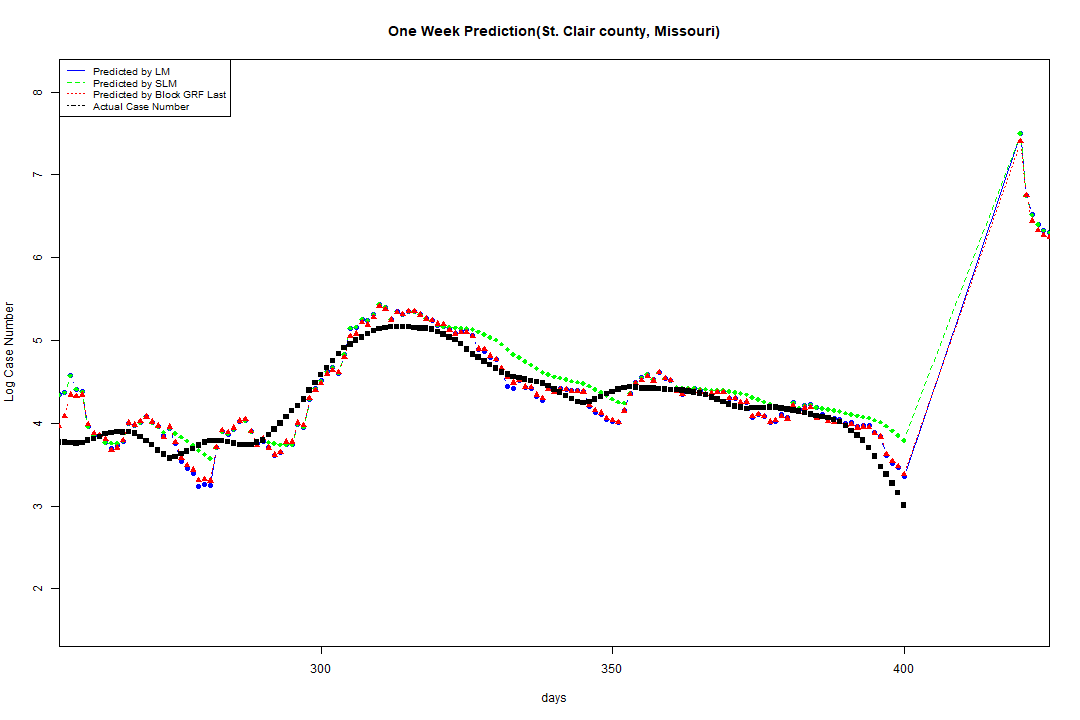 One Week Prediction(St. Clair county, Missouri)
Predicted by LM
Predicted by SLM
Predicted by Block GRF Last
Actual Case Number
8
7
6
5
4
3
2
Log Case Number
300
350
400
days